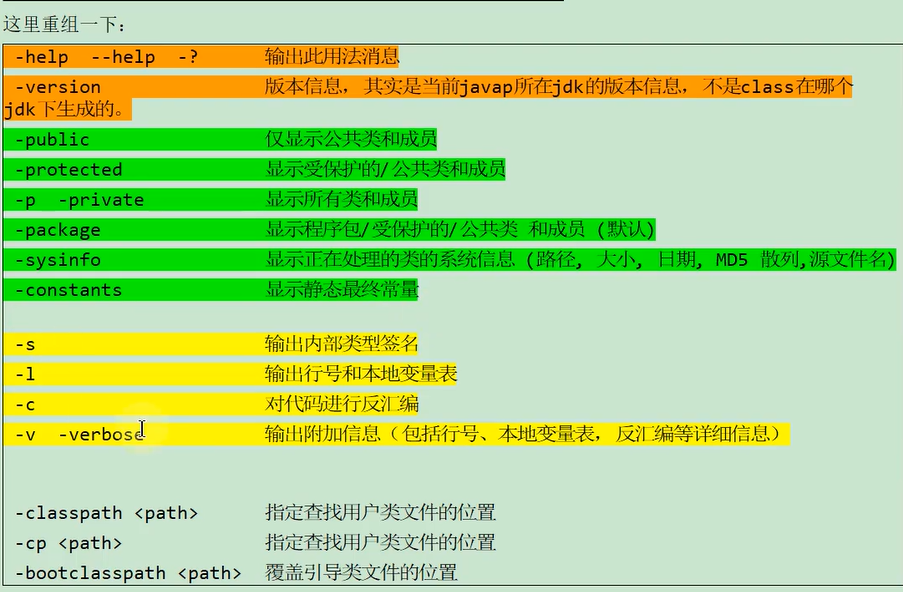 这里重组一下：
-help  --help  -?    输出此用法消息
-version    版本信息，其实是当前javap所在jdk的版本信息，不是class在哪个
jdk下生成的。
-public    仅显示公共类和成员
-protected    显示受保护的/公共类和成员
-p  -private    显示所有类和成员
-package    显示程序包/受保护的/公共类 和成员 (默认)
-sysinfo    显示正在处理的类的系统信息 (路径, 大小, 日期, MD5 散列,源文件名)
-constants    显示静态最终常量
-s    输出内部类型签名
-l    输出行号和本地变量表
-c    对代码进行反汇编
-v  -verbose    输出附加信息（包括行号、本地变量表，反汇编等详细信息）
-classpath <path>    指定查找用户类文件的位置
-cp <path>    指定查找用户类文件的位置
-bootclasspath <path>    覆盖引导类文件的位置